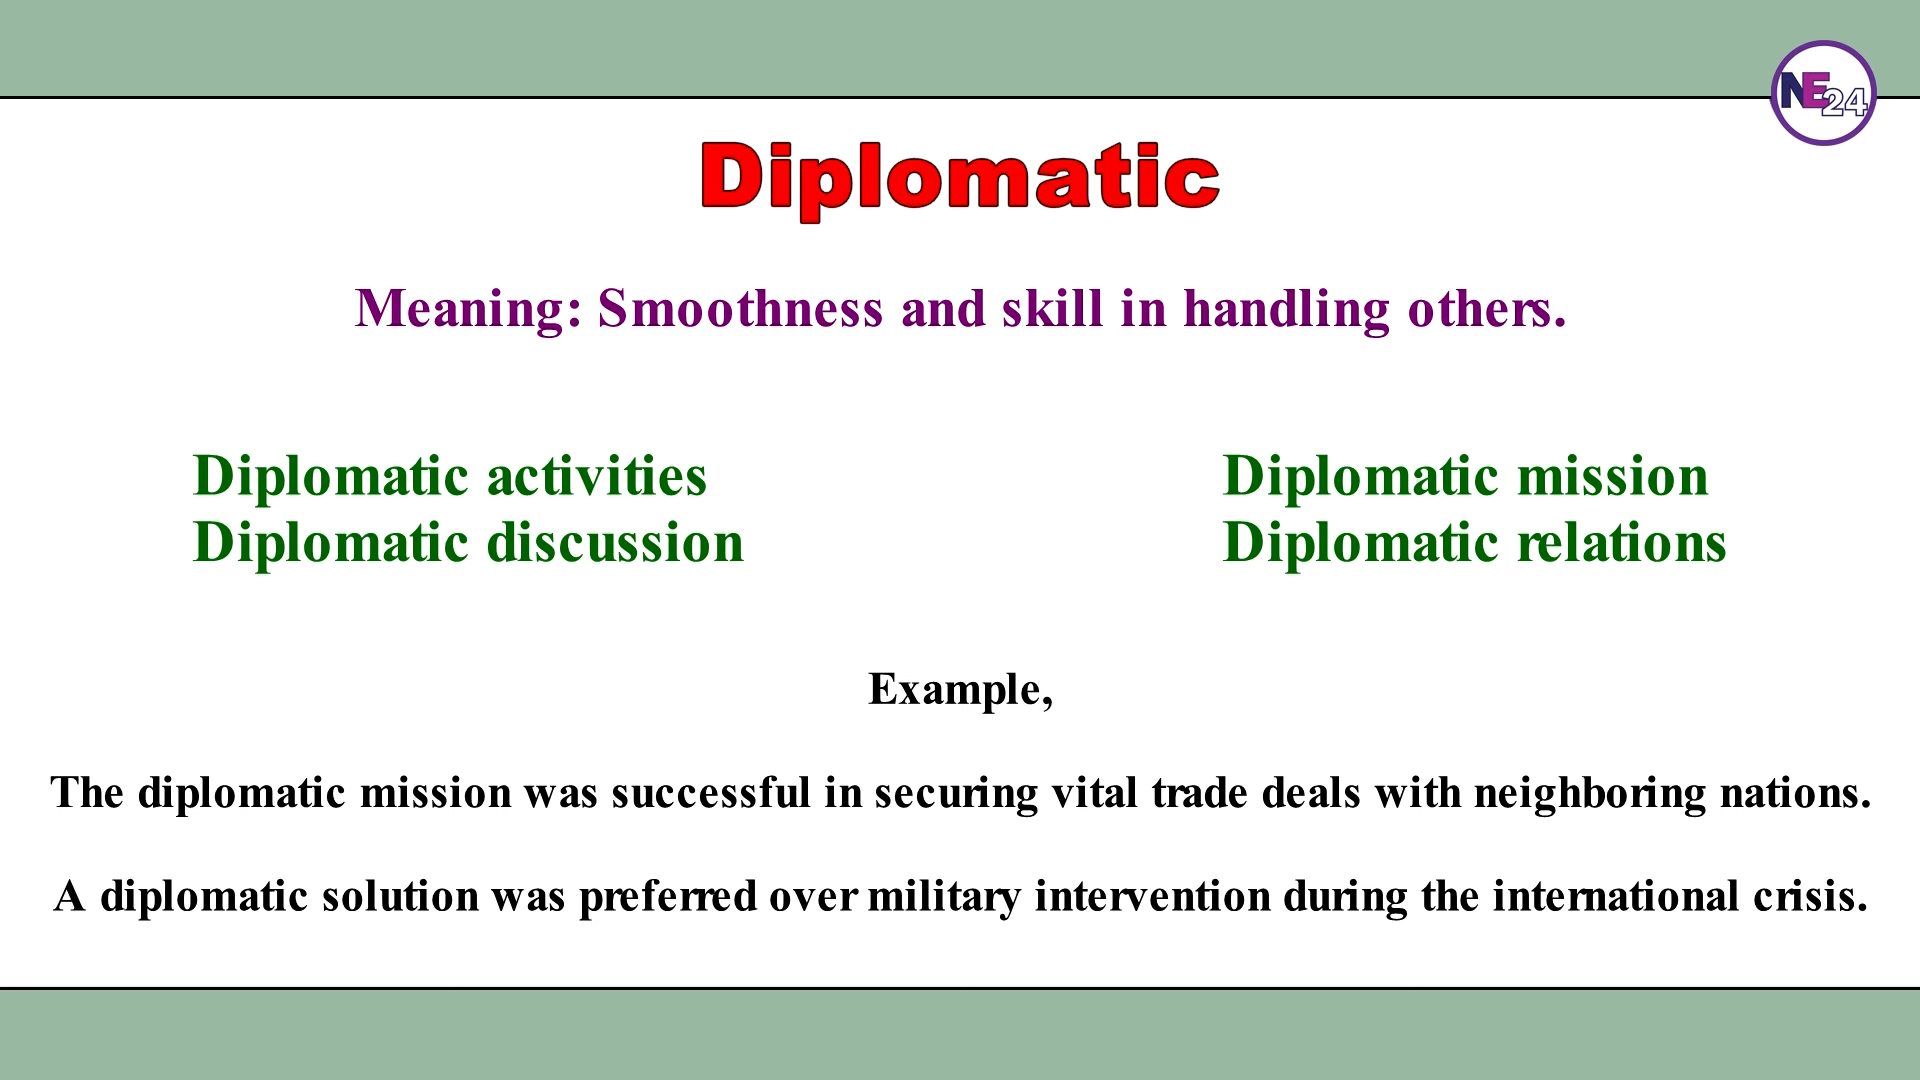 NE24
Diplomatic
Meaning: Smoothness and skill in handling others.
Diplomatic activities
Diplomatic discussion
Diplomatic mission
Diplomatic relations
Example,
The diplomatic mission was successful in securing vital trade deals with neighboring nations.
A diplomatic solution was preferred over military intervention during the international crisis.